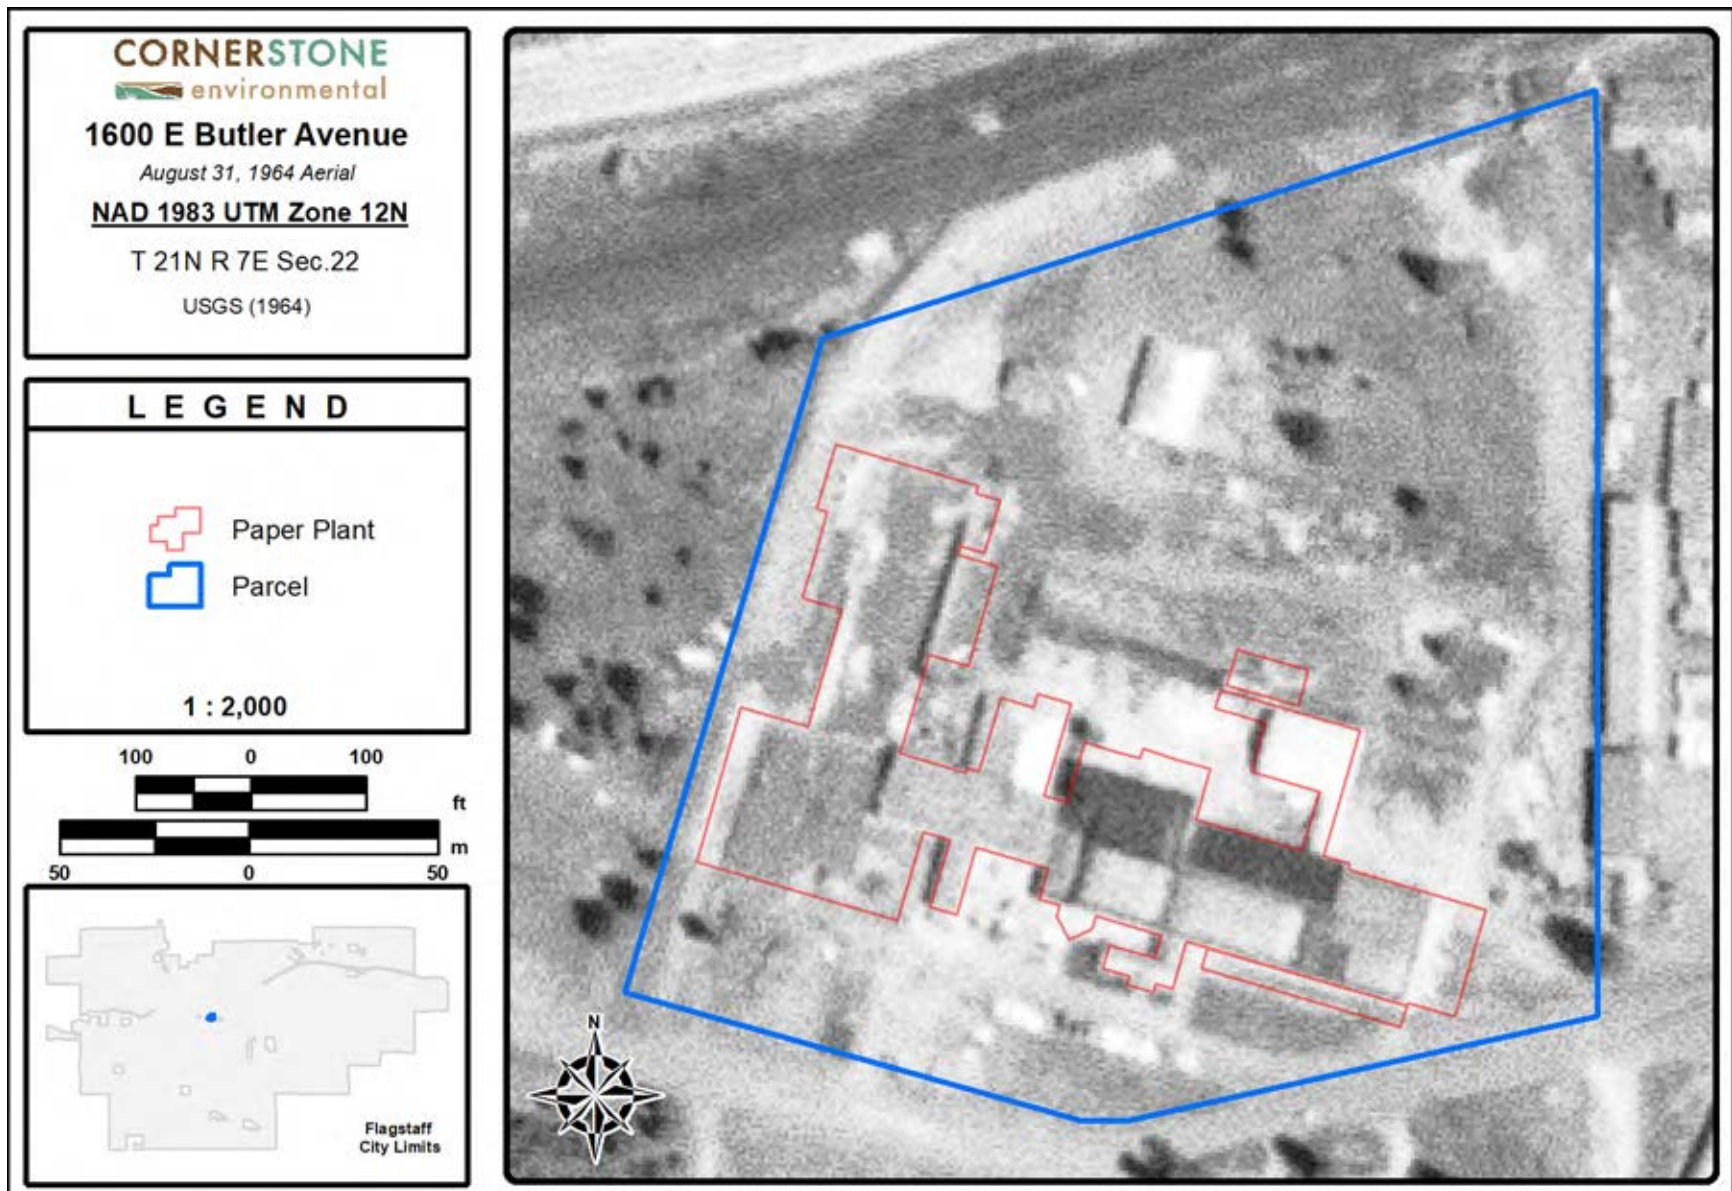 CORNERSTONE
environmental
1600 E Butler Avenue
August 31, 1964 Aerial
NAD 1983 UTM Zone 12N
T 21N R 7E Sec.22
USGS (1964)
LEGEND
Paper Plant
Parcel
1 : 2,000
100 0 100
ft
m
50 0 50
Flagstaff
City Limits
N